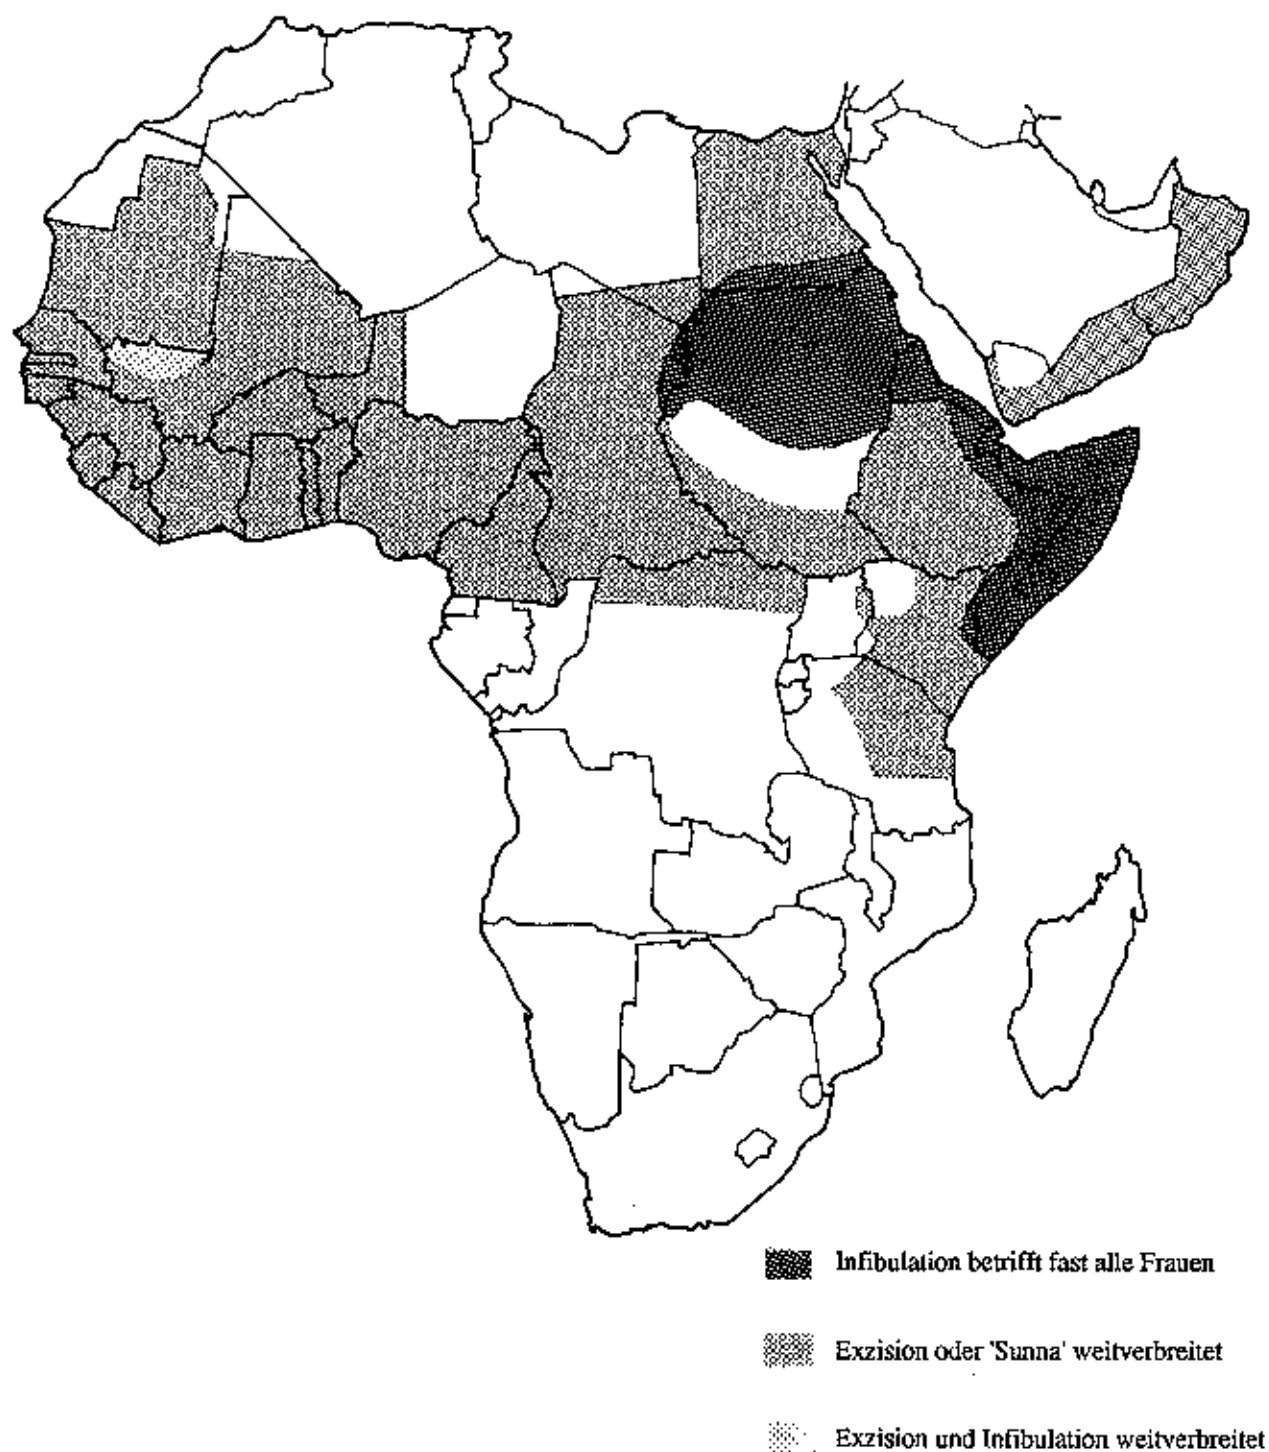 Infibulation betrifft fast alle Frauen
Exzision oder 'Sunna' weitverbreitet
Exzision und Infibulation weitverbreitet